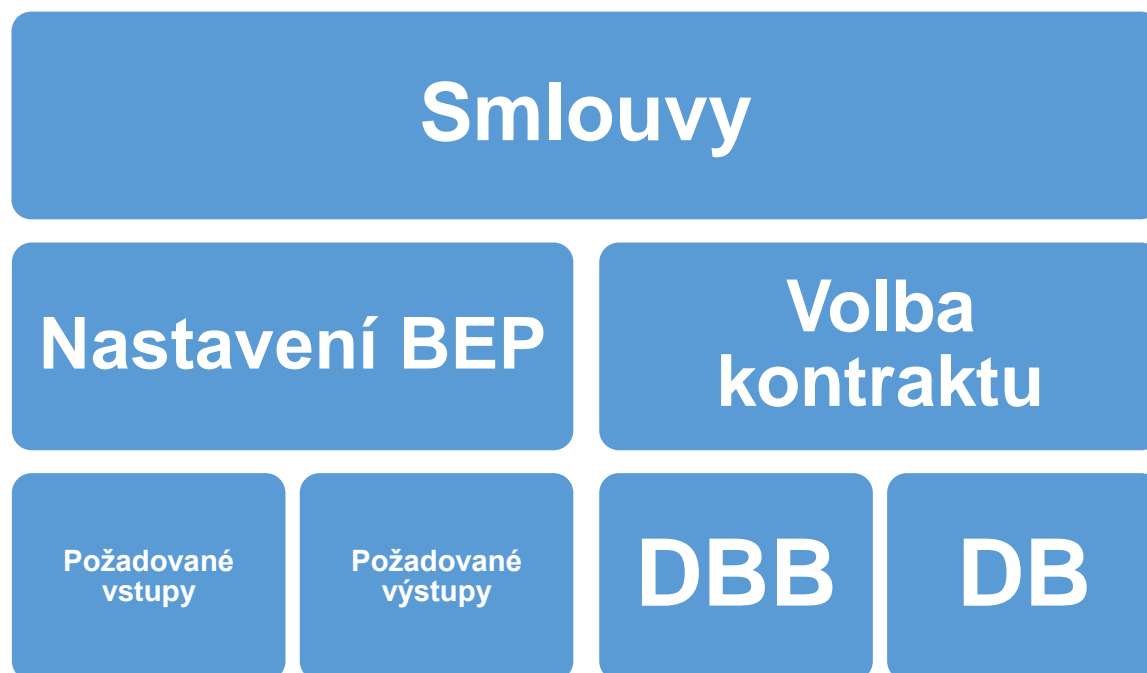 Smlouvy
Nastavení BEP
Volba
kontraktu
Požadované
vstupy
Požadované
výstupy
DBB
DB